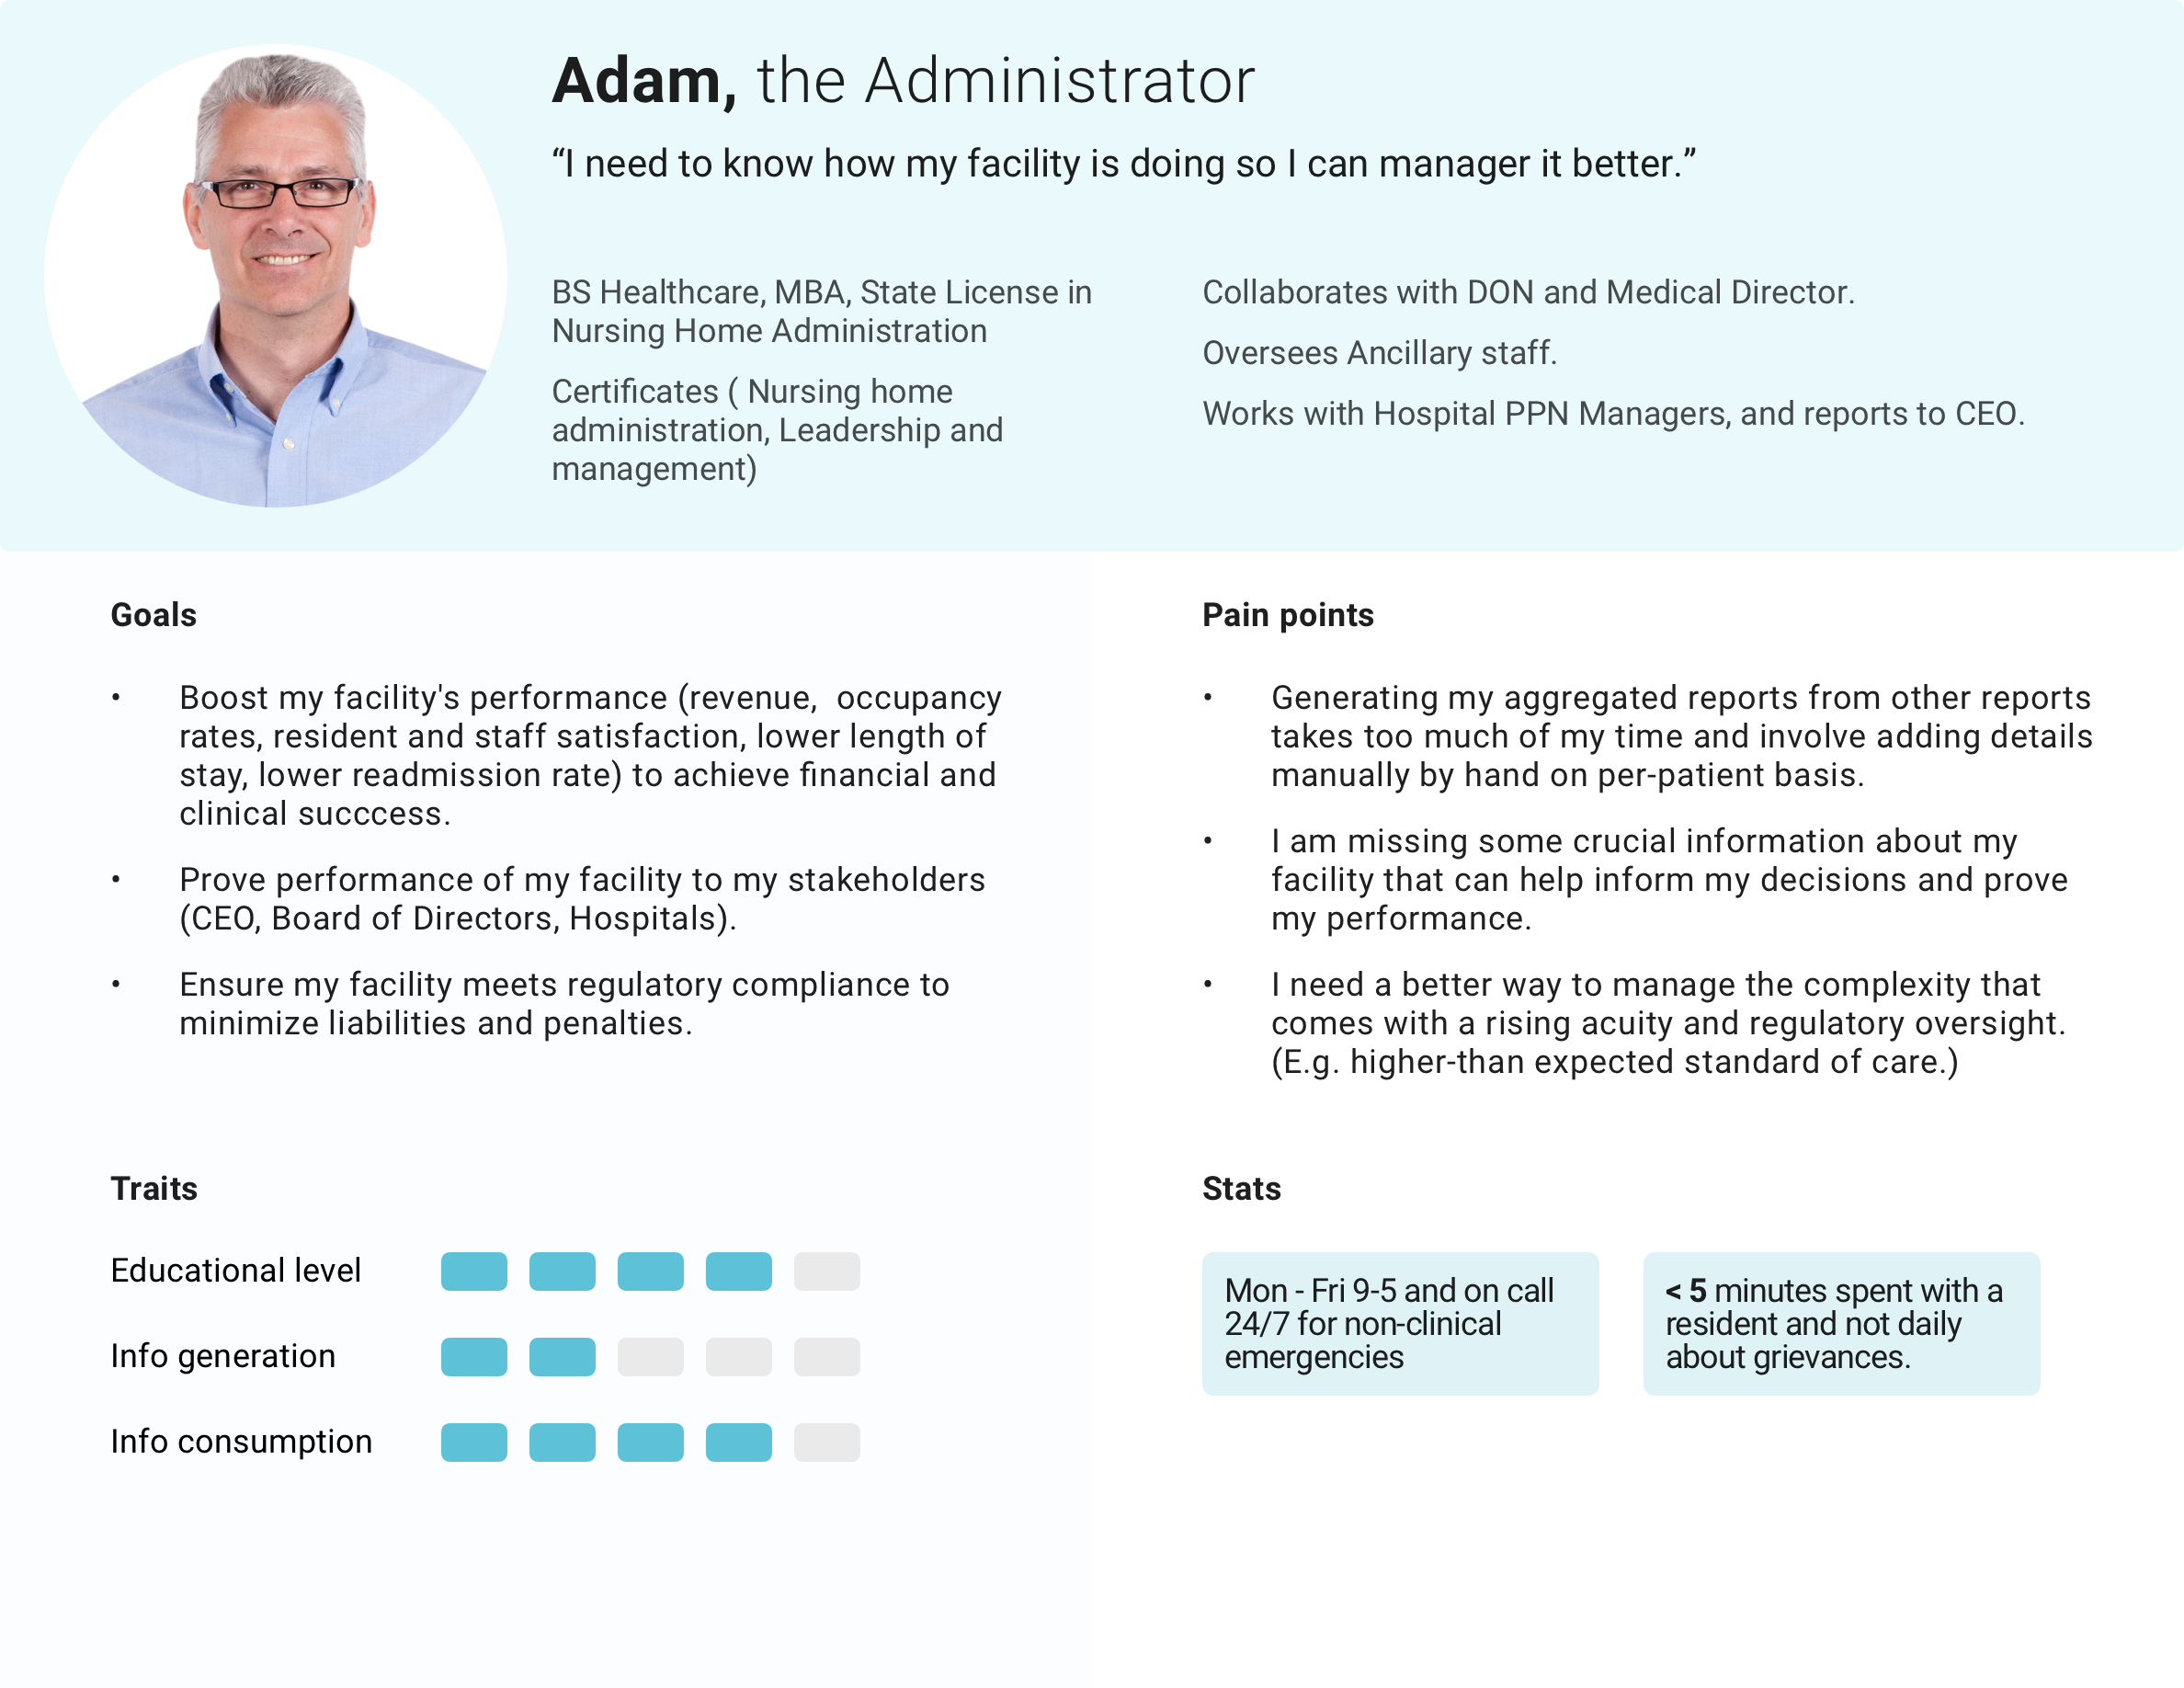 Adam, the Administrator
“I need to know how my facility is doing so I can manager it better.”
BS Healthcare, MBA, State License in
Nursing Home Administration
Certificates ( Nursing home
administration, Leadership and
management)
Collaborates with DON and Medical Director.
Oversees Ancillary staff.
Works with Hospital PPN Managers, and reports to CEO.
Goals
• Boost my facility's performance (revenue,  occupancy
rates, resident and staff satisfaction, lower length of
stay, lower readmission rate) to achieve financial and
clinical succcess.
• Prove performance of my facility to my stakeholders
(CEO, Board of Directors, Hospitals).
• Ensure my facility meets regulatory compliance to
minimize liabilities and penalties.
Pain points
• Generating my aggregated reports from other reports
takes too much of my time and involve adding details
manually by hand on per-patient basis.
• I am missing some crucial information about my
facility that can help inform my decisions and prove
my performance.
• I need a better way to manage the complexity that
comes with a rising acuity and regulatory oversight.
(E.g. higher-than expected standard of care.)
Traits
Educational level
Info generation
Info consumption
Stats
Mon - Fri 9-5 and on call
24/7 for non-clinical
emergencies
< 5 minutes spent with a
resident and not daily
about grievances.